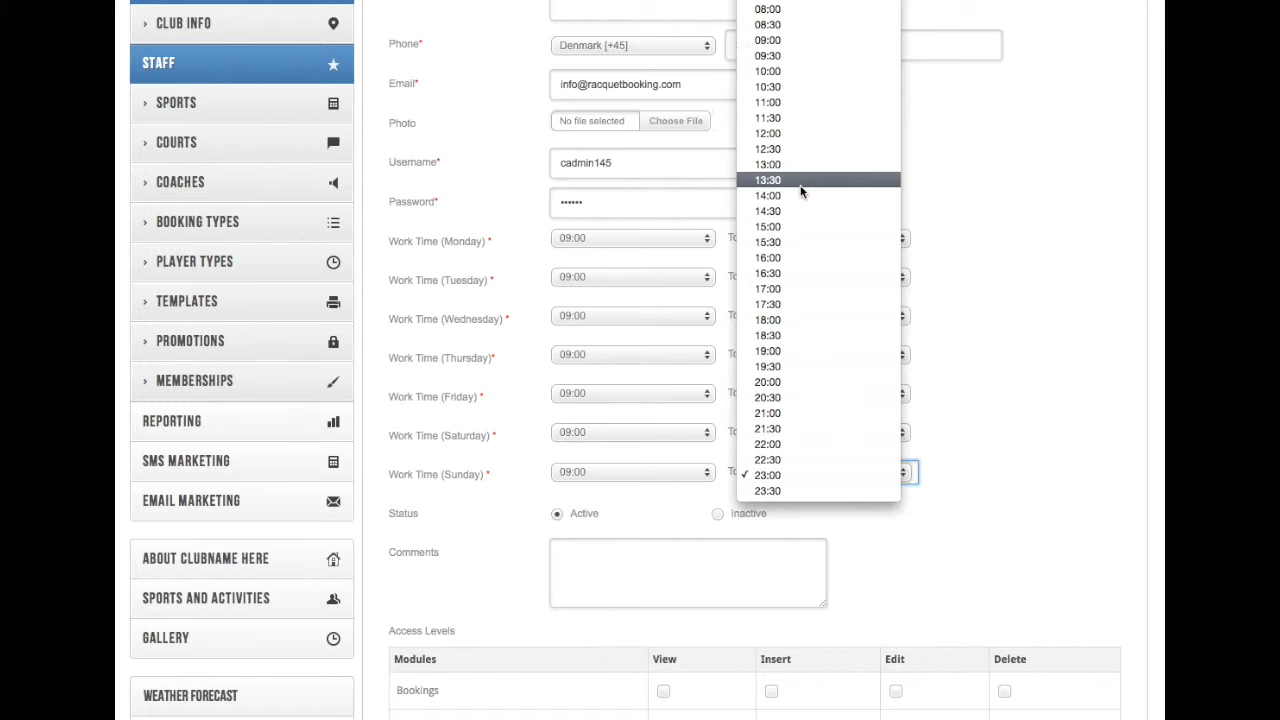 CLUB INFO
STAFF
SPORTS
COURTS
COACHES
BOOKING TYPES
PLAYER TYPES
TEMPLATES
PROMOTIONS
MEMBERSHIPS
REPORTING
SMS MARKETING
EMAIL MARKETING
ABOUT CLUBNAME HERE
SPORTS AND ACTIVITIES
GALLERY
WEATHER FORECAST
Phone*
Denmark [+45]
Email*
info@racquetbooking.com
Photo
No file selected
Choose File
Username*
cadmin145
Password*
••••••
Work Time (Monday) *
09:00
Work Time (Tuesday) *
09:00
Work Time (Wednesday) *
09:00
Work Time (Thursday)*
09:00
Work Time (Friday) *
09:00
Work Time (Saturday) *
09:00
Work Time (Sunday) *
09:00
08:00
08:30
09:00
09:30
10:00
10:30
11:00
11:30
12:00
12:30
13:00
13:30
14:00
14:30
15:00
15:30
16:00
16:30
17:00
17:30
18:00
18:30
19:00
19:30
20:00
20:30
21:00
21:30
22:00
22:30
✓ 23:00
23:30
Status
Active
Inactive
Comments
Access Levels
Modules View Insert Edit Delete
Bookings